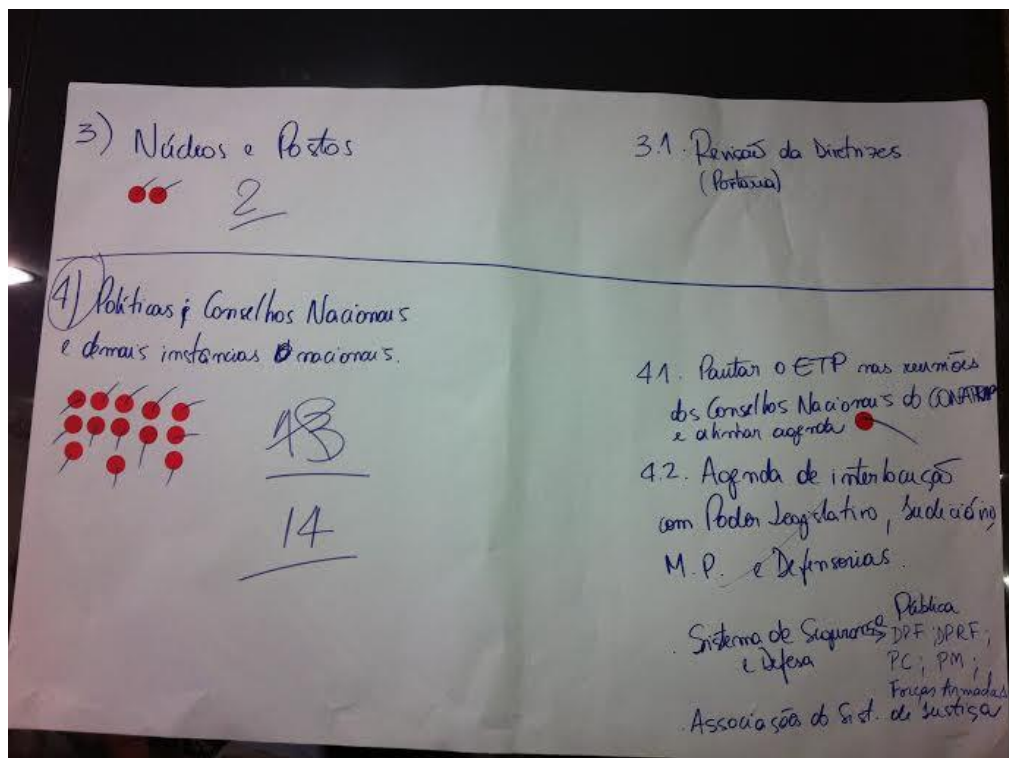 3) Núcleos e Postos
2
3.1. Revisão da Diretrizes
(Portaria)
4) Políticas; Conselhos Nacionais
e demais instâncias nacionais.
13
14
4.1. Pautar o ETP nas reuniões
dos Conselhos Nacionais do CONATRAP
e alinhar agenda
4.2. Agenda de interlocução
com Poder Legislativo, Judiciário,
M.P. e Defensorias.
. Sistema de Segurança Pública
e Defesa
DPF; DPRF;
PC; PM;
Forças Armadas
. Associação do Sist. de Justiça